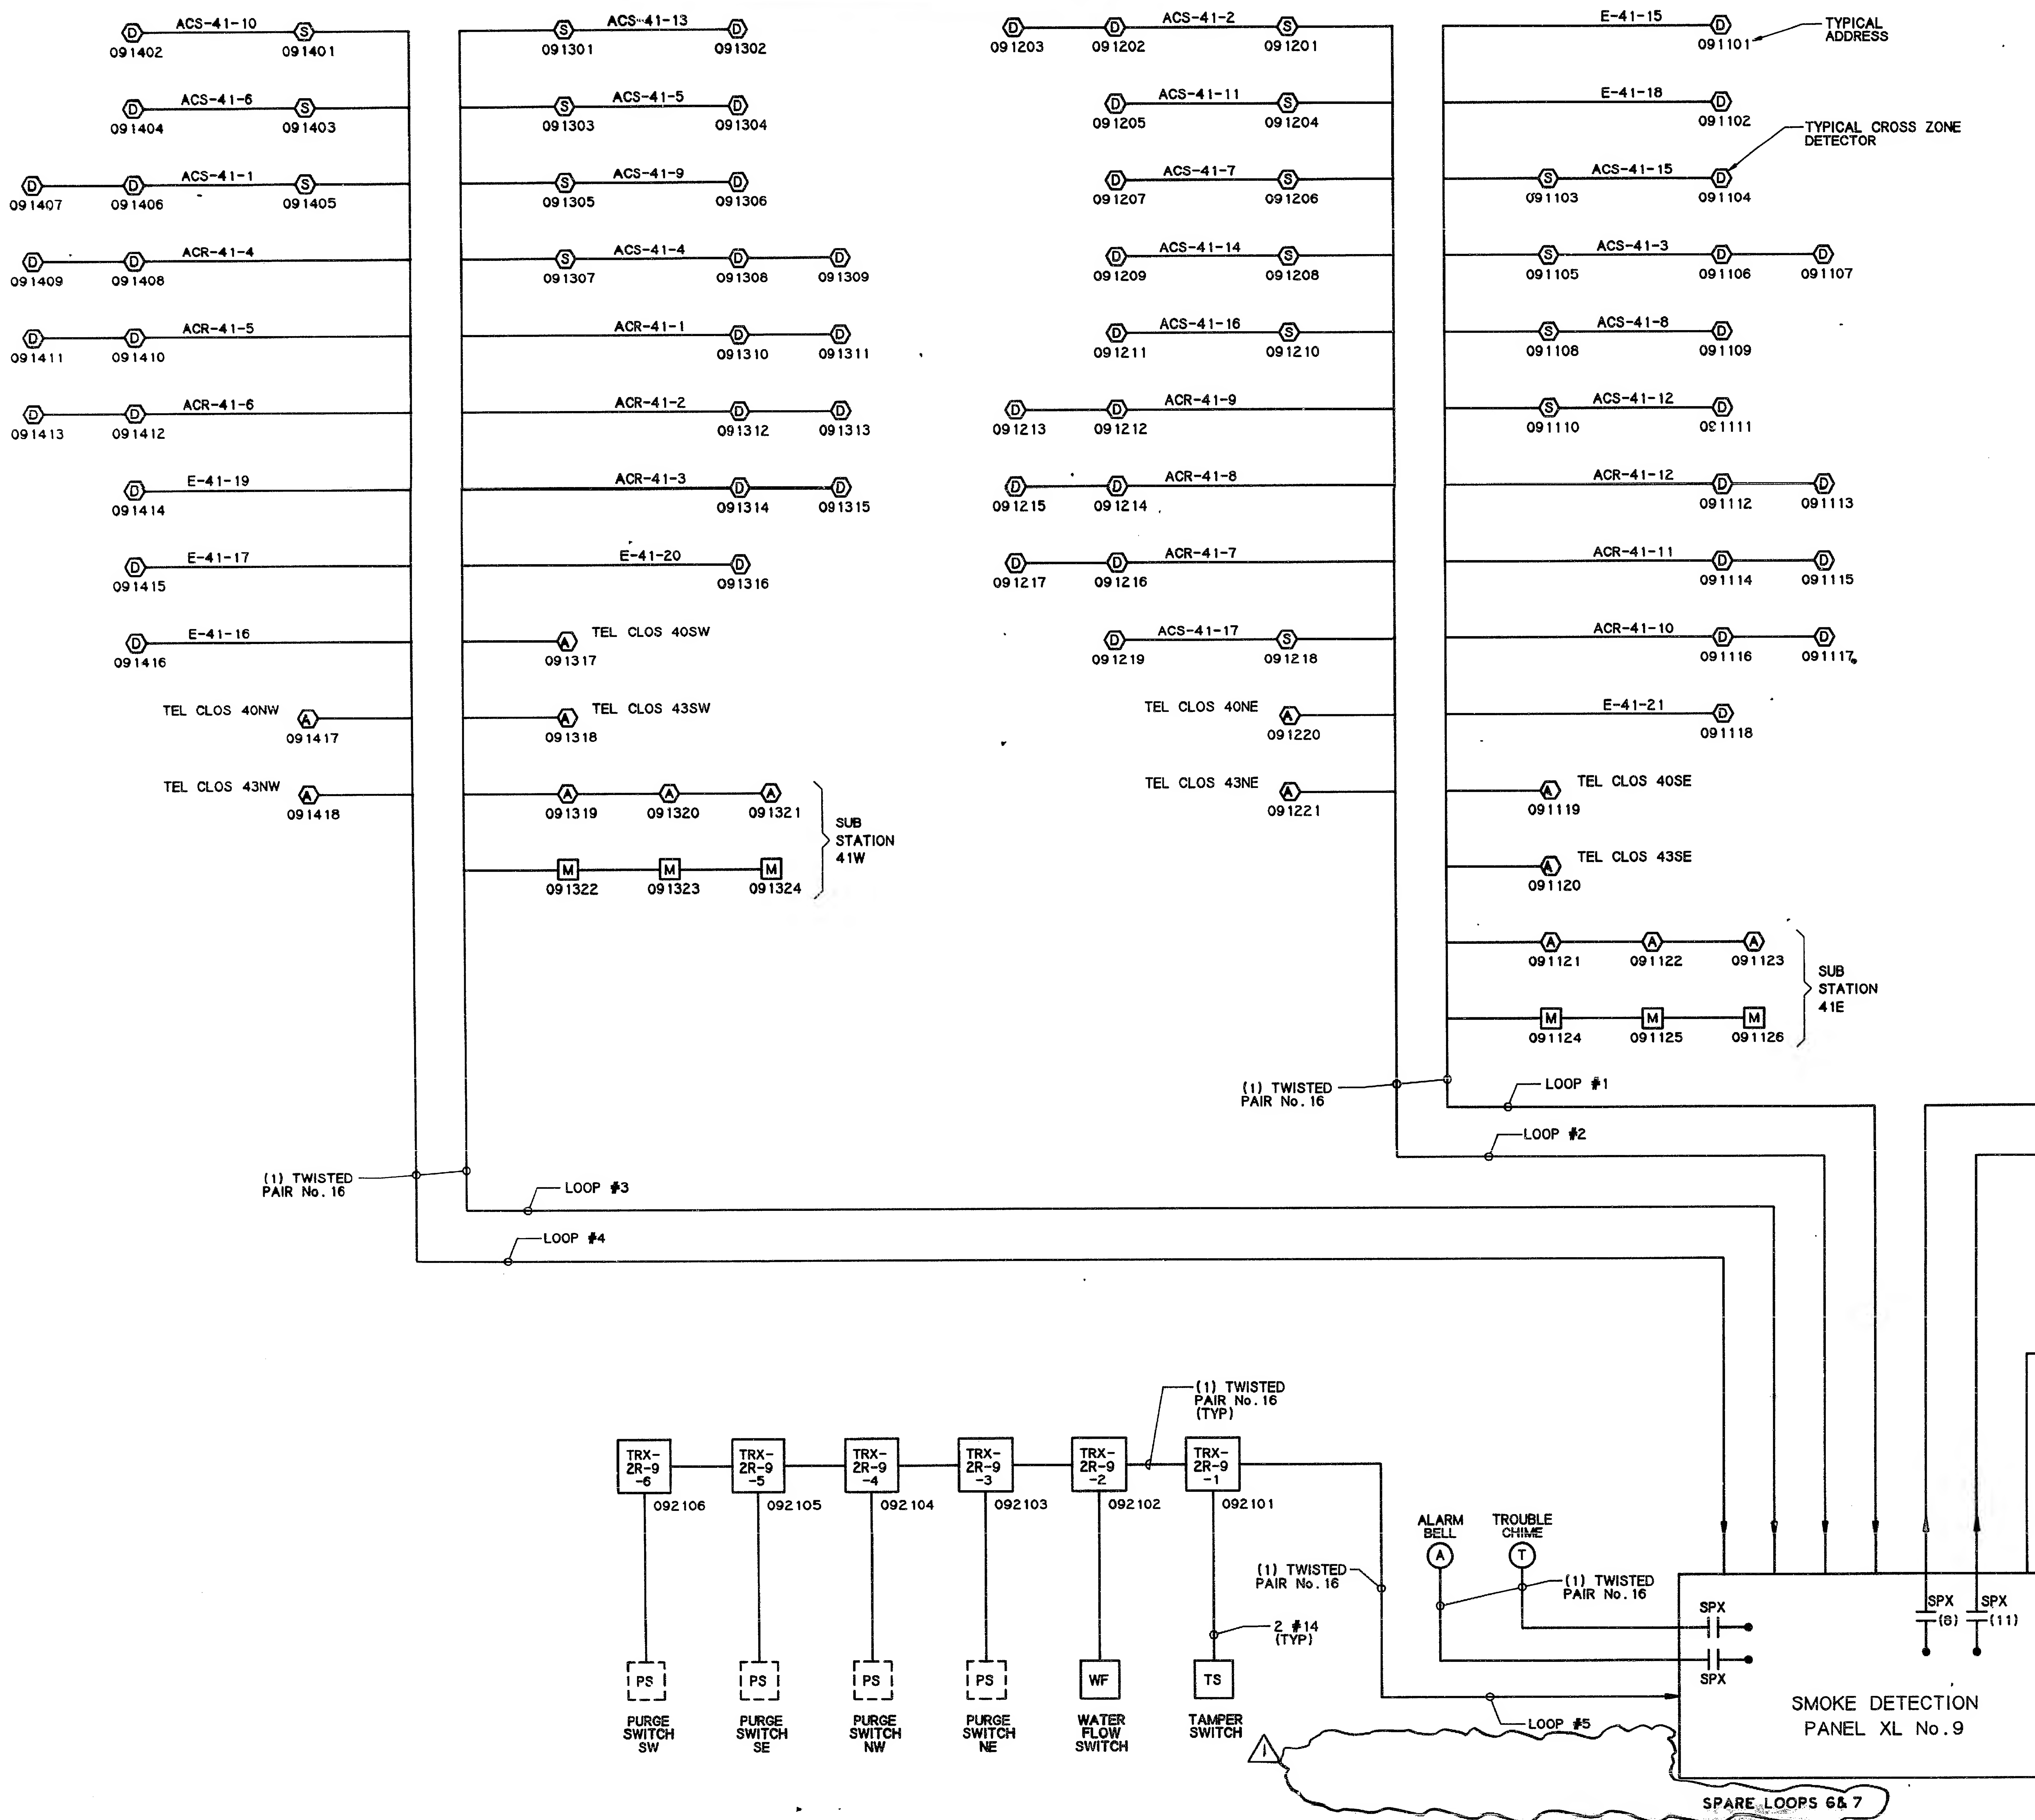 ACS-41-10
D
S
091402
091401
ACS-41-6
D
S
091404
091403
ACS-41-1
D
D
S
091407
091406
091405
ACR-41-4
D
D
091409
091408
ACR-41-5
D
D
091411
091410
ACR-41-6
D
D
091413
091412
E-41-19
D
091414
E-41-17
D
091415
E-41-16
D
091416
TEL CLOS 40NW
A
091417
TEL CLOS 43NW
A
091418
ACS-41-13
S
D
091301
091302
ACS-41-5
S
D
091303
091304
ACS-41-9
S
D
091305
091306
ACS-41-4
S
D
D
091307
091308
091309
ACR-41-1
D
D
091310
091311
ACR-41-2
D
D
091312
091313
ACR-41-3
D
D
091314
091315
E-41-20
D
091316
A
TEL CLOS 40SW
091317
A
TEL CLOS 43SW
091318
A
A
A
091319
091320
091321
M
M
M
091322
091323
091324
SUB
STATION
41W
ACS-41-2
D
D
S
091203
091202
091201
ACS-41-11
D
S
091205
091204
ACS-41-7
D
S
091207
091206
ACS-41-14
D
S
091209
091208
ACS-41-16
D
S
091211
091210
ACR-41-9
D
D
091213
091212
ACR-41-8
D
D
091215
091214
ACR-41-7
D
D
091217
091216
ACS-41-17
D
S
091219
091218
TEL CLOS 40NE
A
091220
TEL CLOS 43NE
A
091221
E-41-15
D
091101
TYPICAL
ADDRESS
E-41-18
D
091102
TYPICAL CROSS ZONE
DETECTOR
ACS-41-15
S
D
091103
091104
ACS-41-3
S
D
D
091105
091106
091107
ACS-41-8
S
D
091108
091109
ACS-41-12
S
D
091110
091111
ACR-41-12
D
D
091112
091113
ACR-41-11
D
D
091114
091115
ACR-41-10
D
D
091116
091117
E-41-21
D
091118
A
TEL CLOS 40SE
091119
A
TEL CLOS 43SE
091120
A
A
A
091121
091122
091123
M
M
M
091124
091125
091126
SUB
STATION
41E
(1) TWISTED
PAIR No. 16
LOOP #1
LOOP #2
(1) TWISTED
PAIR No. 16
LOOP #3
LOOP #4
(1) TWISTED
PAIR No. 16
(TYP)
TRX-
2R-9
-6
092106
TRX-
2R-9
-5
092105
TRX-
2R-9
-4
092104
TRX-
2R-9
-3
092103
TRX-
2R-9
-2
092102
TRX-
2R-9
-1
092101
PS
PURGE
SWITCH
SW
PS
PURGE
SWITCH
SE
PS
PURGE
SWITCH
NW
PS
PURGE
SWITCH
NE
WF
WATER
FLOW
SWITCH
TS
TAMPER
SWITCH
2 #14
(TYP)
(1) TWISTED
PAIR No. 16
ALARM
BELL
A
TROUBLE
CHIME
T
(1) TWISTED
PAIR No. 16
LOOP #5
SPX
SPX
SPX
(8)
SPX
(11)
SMOKE DETECTION
PANEL XL No. 9
1
SPARE LOOPS 6& 7